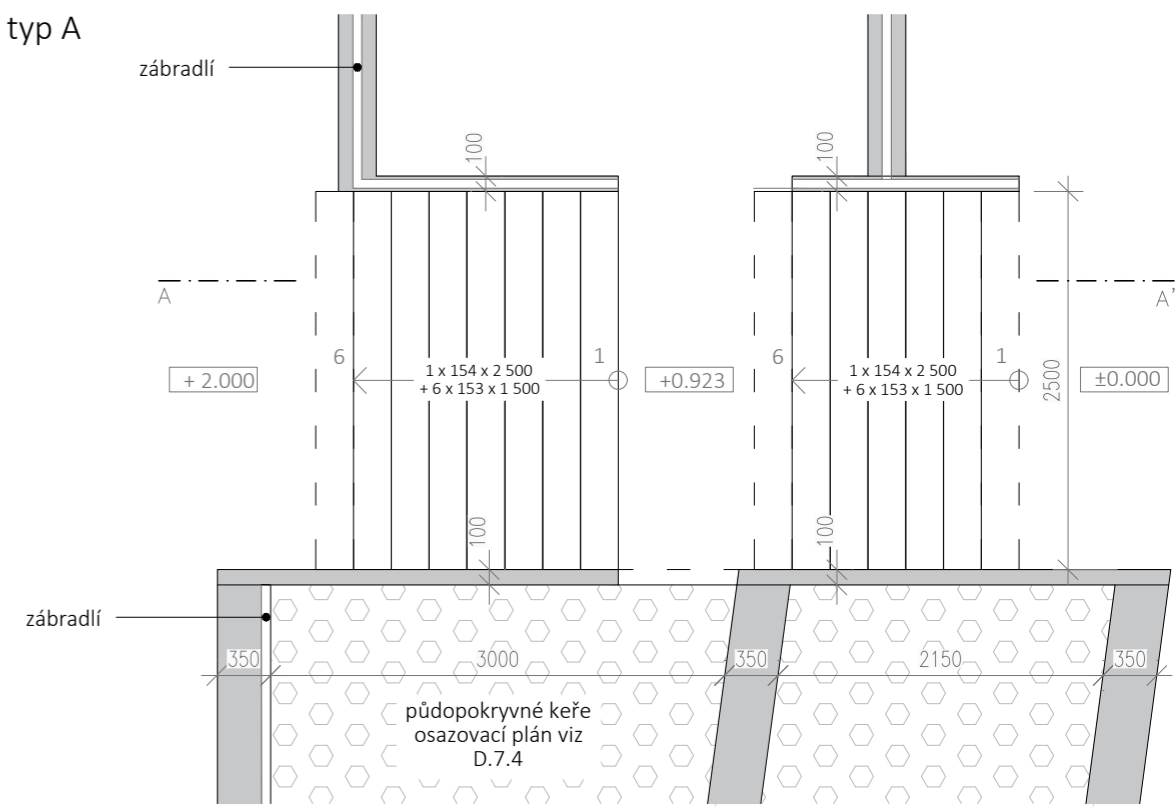 typ A
zábradlí
100
100
A
A'
6
1
6
1
1 x 154 x 2 500
+ 6 x 153 x 1 500
1 x 154 x 2 500
+ 6 x 153 x 1 500
+ 2.000
+0.923
2500
±0.000
100
100
zábradlí
350
3000
350
2150
350
půdopokryvné keře
osazovací plán viz
D.7.4